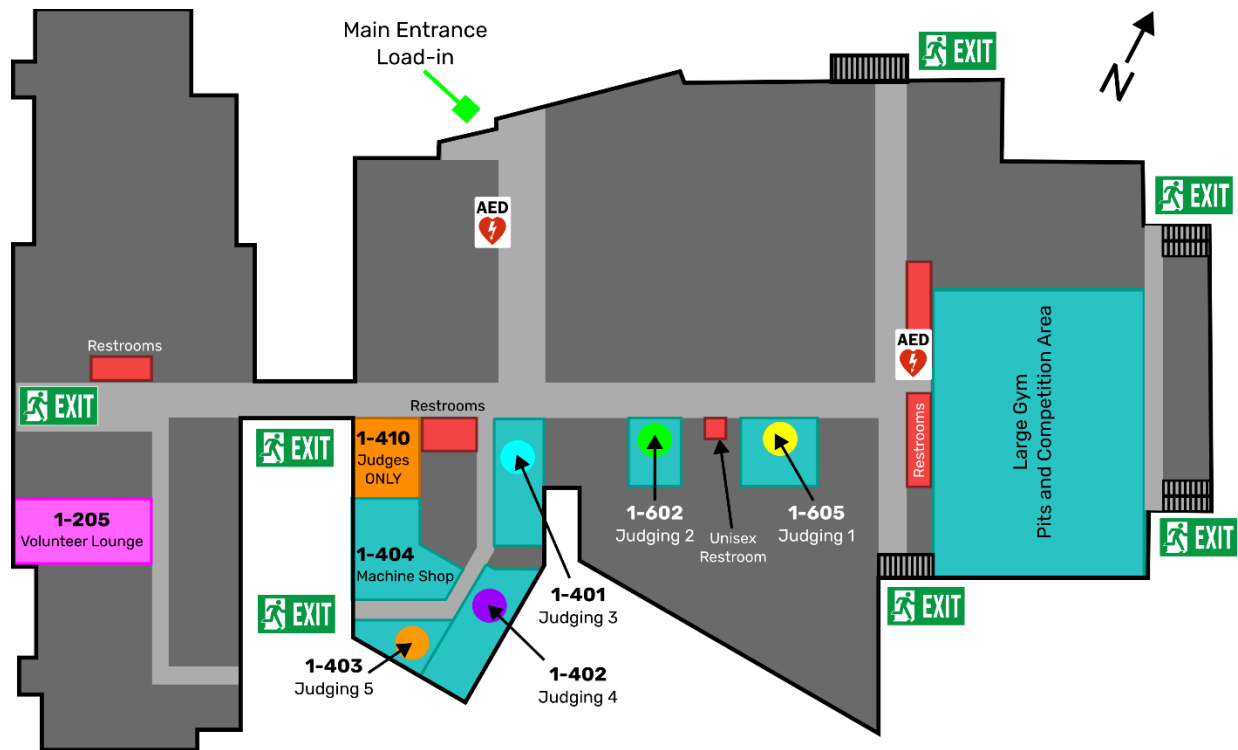 Main Entrance
Load-in
EXIT
N
EXIT
AED
AED
Restrooms
EXIT
Restrooms
EXIT
1-410
Judges
ONLY
1-205
Volunteer Lounge
1-404
Machine Shop
EXIT
1-403
Judging 5
1-402
Judging 4
1-401
Judging 3
1-602
Judging 2
Unisex
Restroom
1-605
Judging 1
Restrooms
Large Gym
Pits and Competition Area
EXIT
EXIT